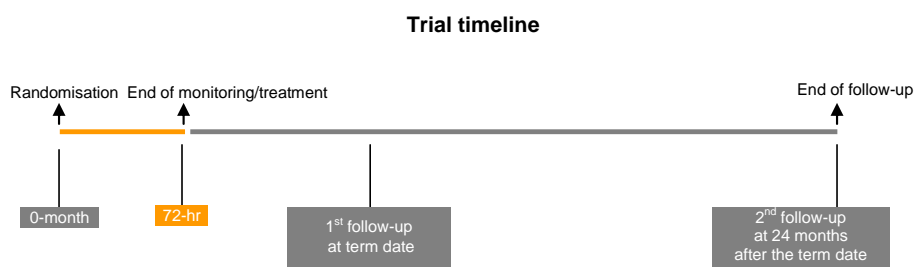 Trial timeline
Randomisation
End of monitoring/treatment
End of follow-up
0-month
72-hr
1st follow-up
at term date
2nd follow-up
at 24 months
after the term date